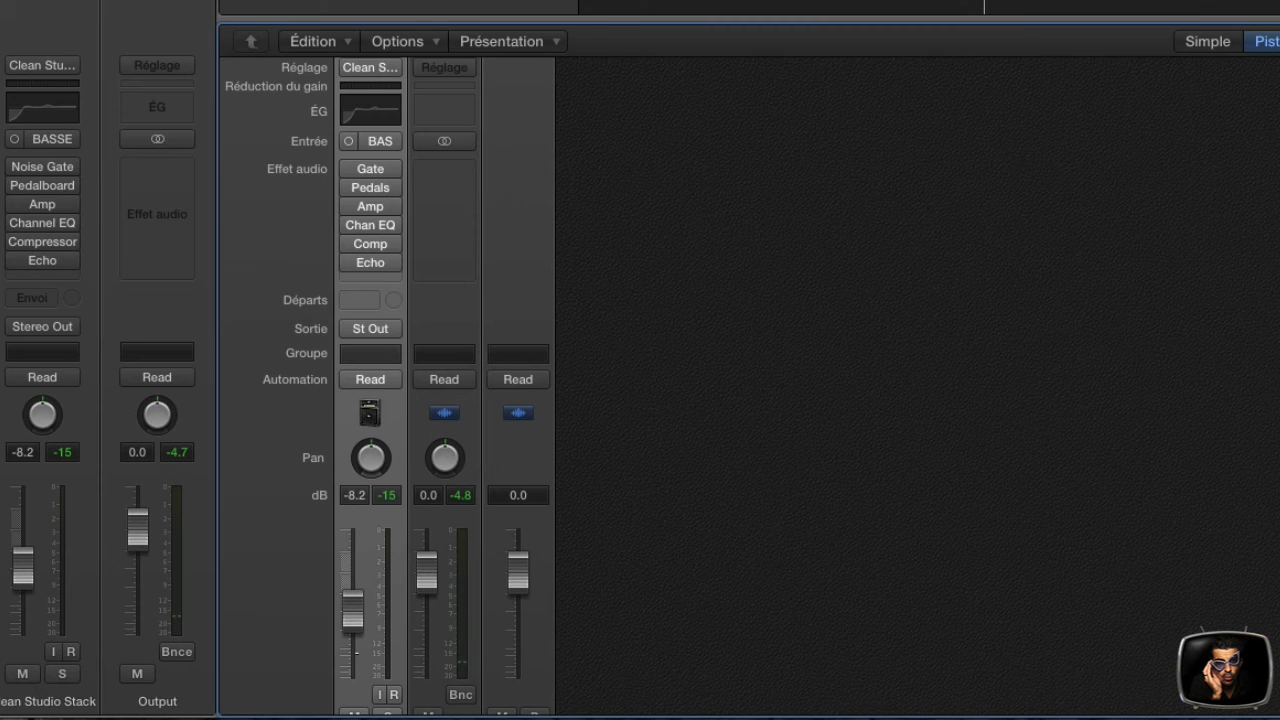 Édition Options Présentation Simple Pist
Clean Stu... Réglage Réglage Clean S... Réglage
Réduction du gain
ÉG ÉG
BASSE Entrée BAS
Noise Gate Effet audio Gate
Pedalboard Pedals
Amp Effet audio Amp
Channel EQ Chan EQ
Compressor Comp
Echo Echo
Envoi Départs
Stereo Out Sortie St Out
Groupe
Read Read Automation Read Read Read
Pan
-8.2 -15 0.0 -4.7 dB -8.2 -15 0.0 -4.8 0.0
I R Bnce I R Bnc
M S M
ean Studio Stack Output